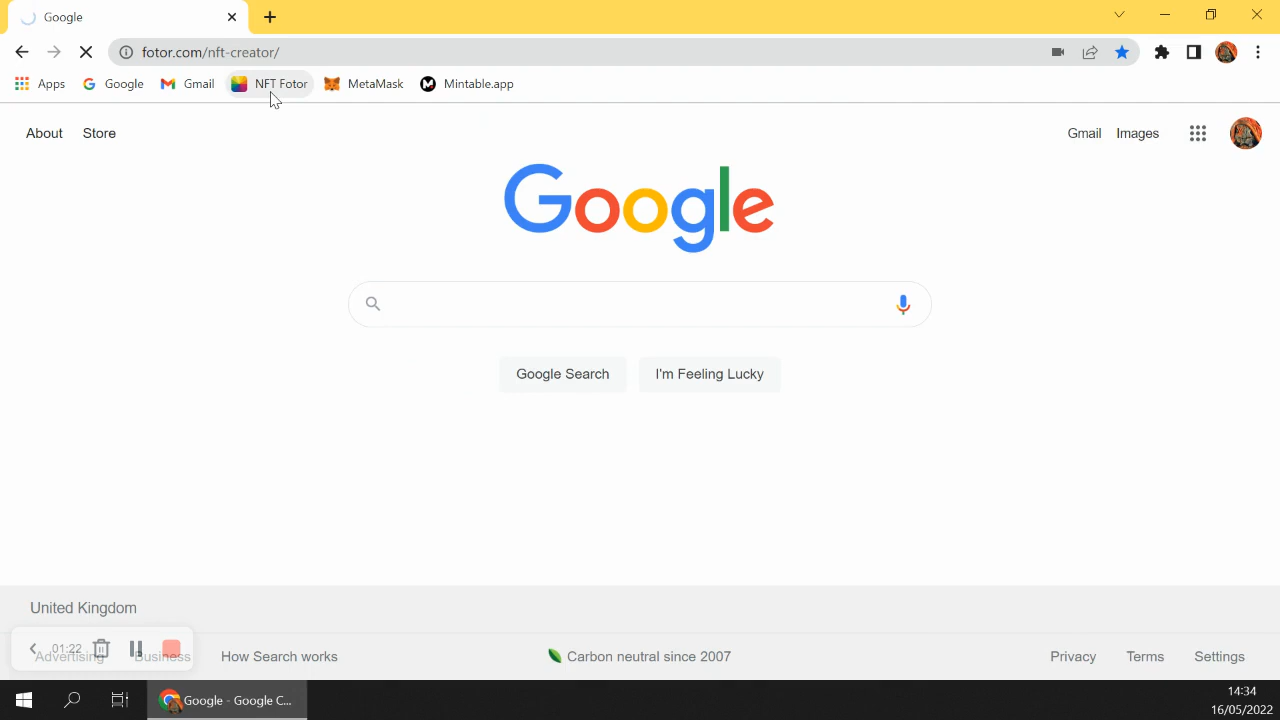 Google
fotor.com/nft-creator/
Apps Google Gmail NFT Fotor MetaMask Mintable.app
About Store Gmail Images
Google
Google Search I'm Feeling Lucky
United Kingdom
01:22
Advertising Business How Search works Carbon neutral since 2007 Privacy Terms Settings
Google - Google C...
14:34
16/05/2022